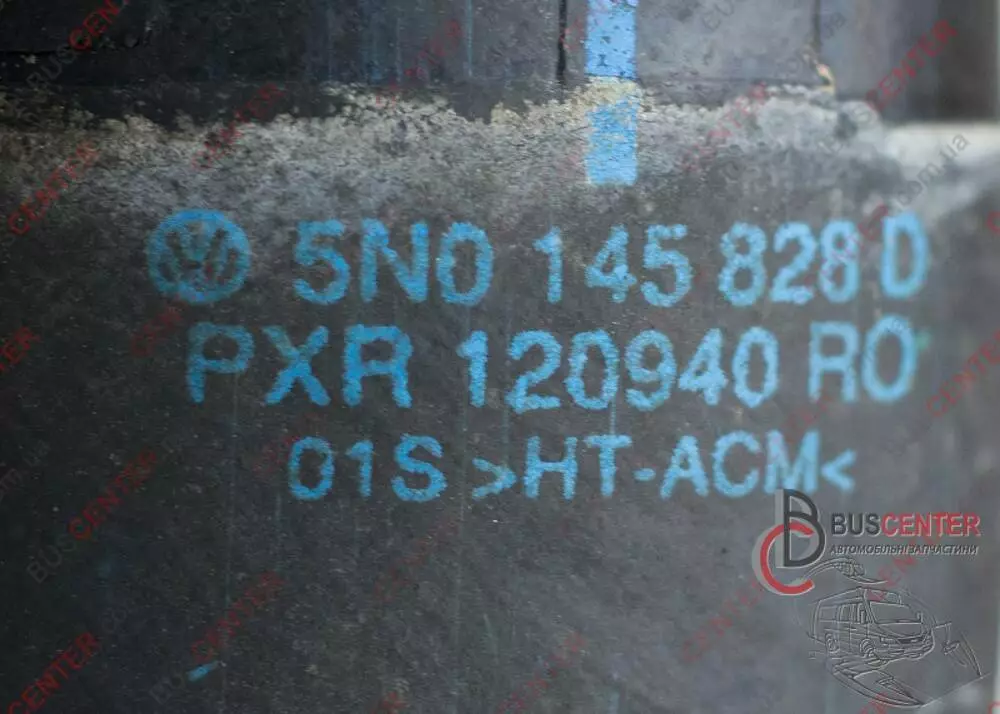 5N0 145 828 D
PXR 120940 RO
01S >HT-ACM<
BUSCENTER
АВТОМОБІЛЬНІ ЗАПЧАСТИНИ